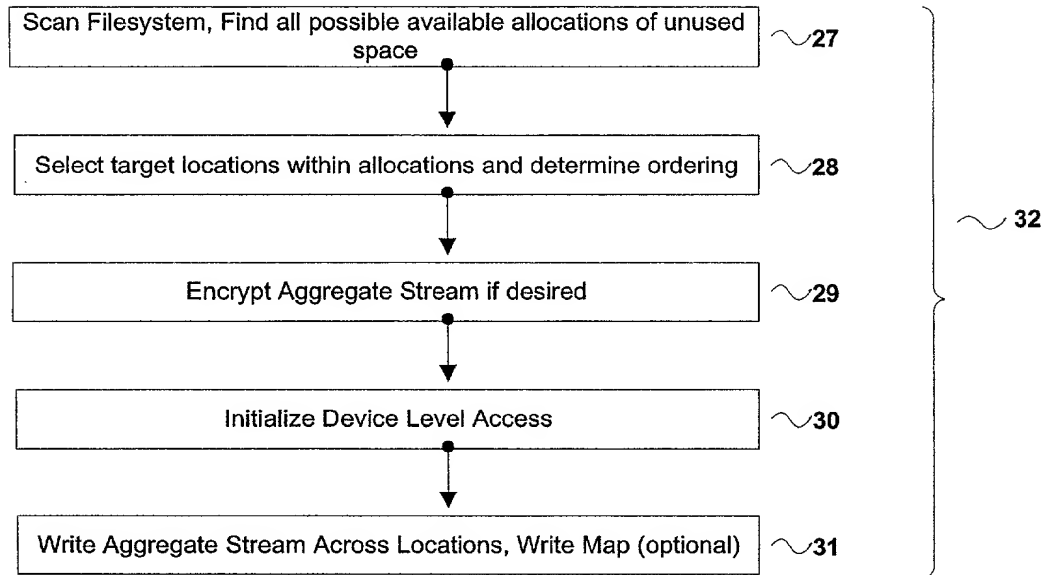 Scan Filesystem, Find all possible available allocations of unused
space
27
Select target locations within allocations and determine ordering
28
32
Encrypt Aggregate Stream if desired
29
Initialize Device Level Access
30
Write Aggregate Stream Across Locations, Write Map (optional)
31